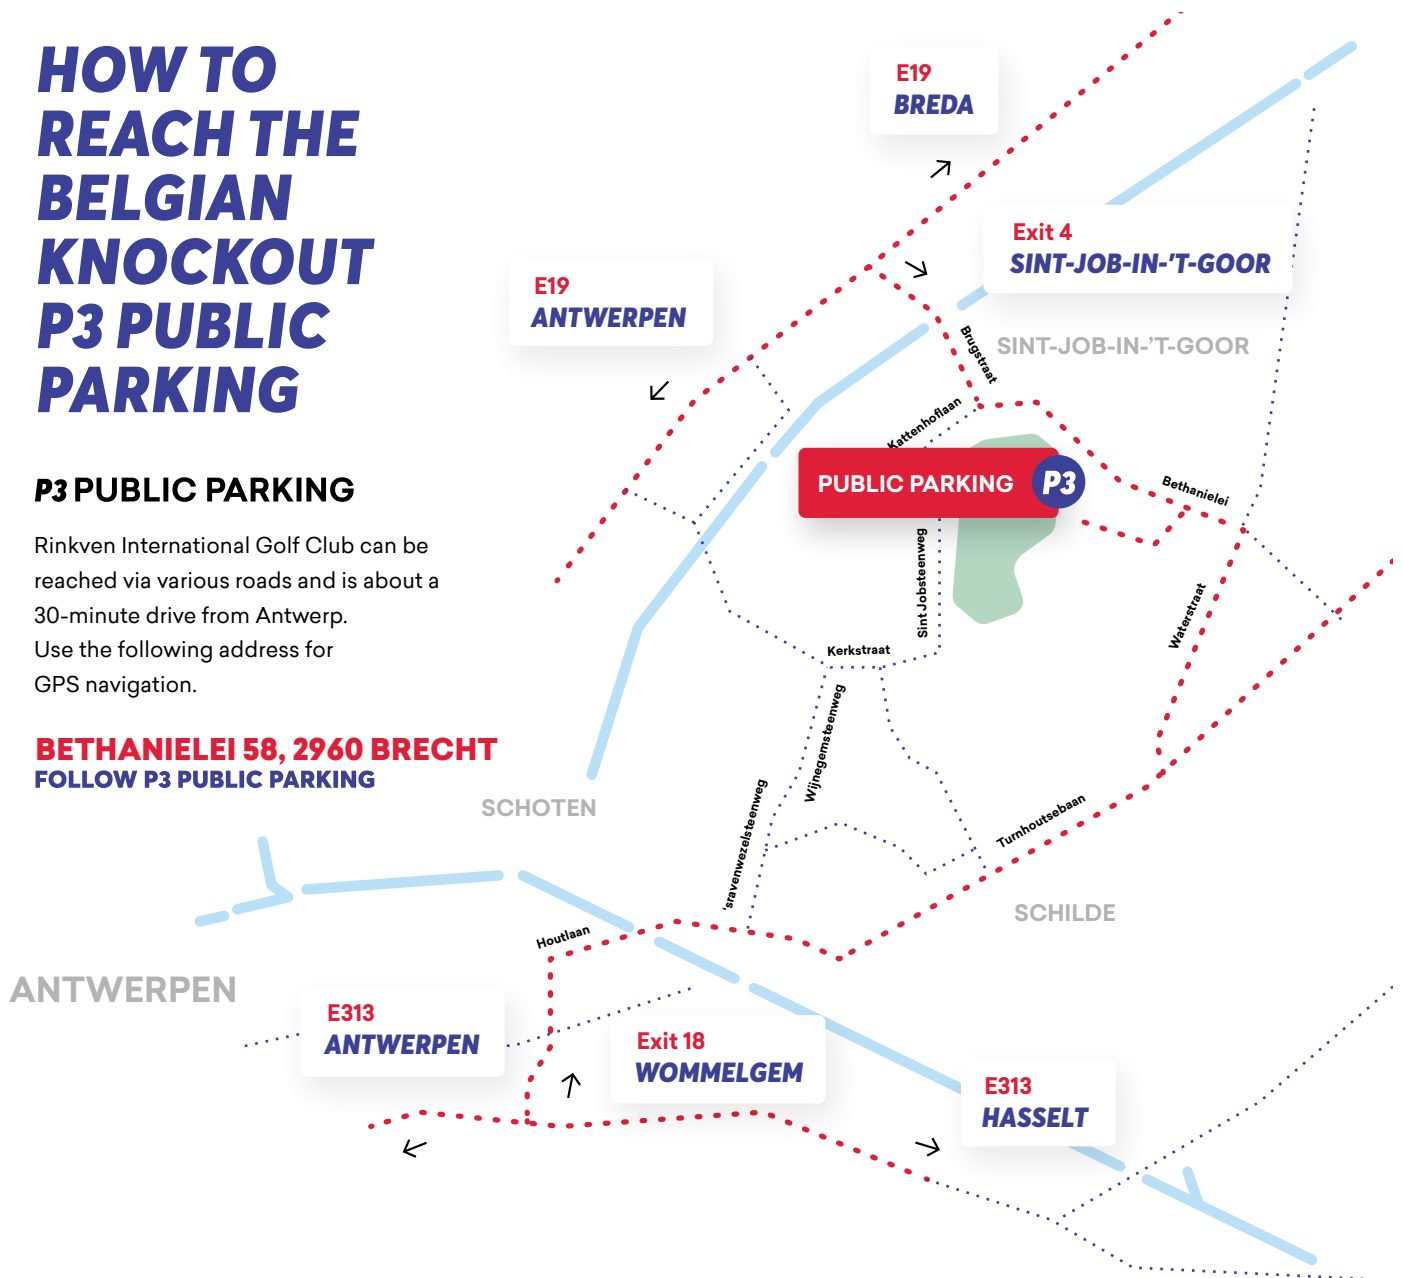 HOW TO
REACH THE
BELGIAN
KNOCKOUT
P3 PUBLIC
PARKING
P3 PUBLIC PARKING
Rinkven International Golf Club can be
reached via various roads and is about a
30-minute drive from Antwerp.
Use the following address for
GPS navigation.
BETHANIELEI 58, 2960 BRECHT
FOLLOW P3 PUBLIC PARKING
E19
BREDA
Exit 4
SINT-JOB-IN-'T-GOOR
E19
ANTWERPEN
SINT-JOB-IN-'T-GOOR
Brugstraat
Kattenhoflaan
PUBLIC PARKING P3
Bethanielei
Sint Jobsteenweg
Waterstraat
Kerkstraat
Wijnegemsteenweg
'sravenwezelsteenweg
Turnhoutsebaan
SCHOTEN
SCHILDE
Houtlaan
ANTWERPEN
E313
ANTWERPEN
Exit 18
WOMMELGEM
E313
HASSELT